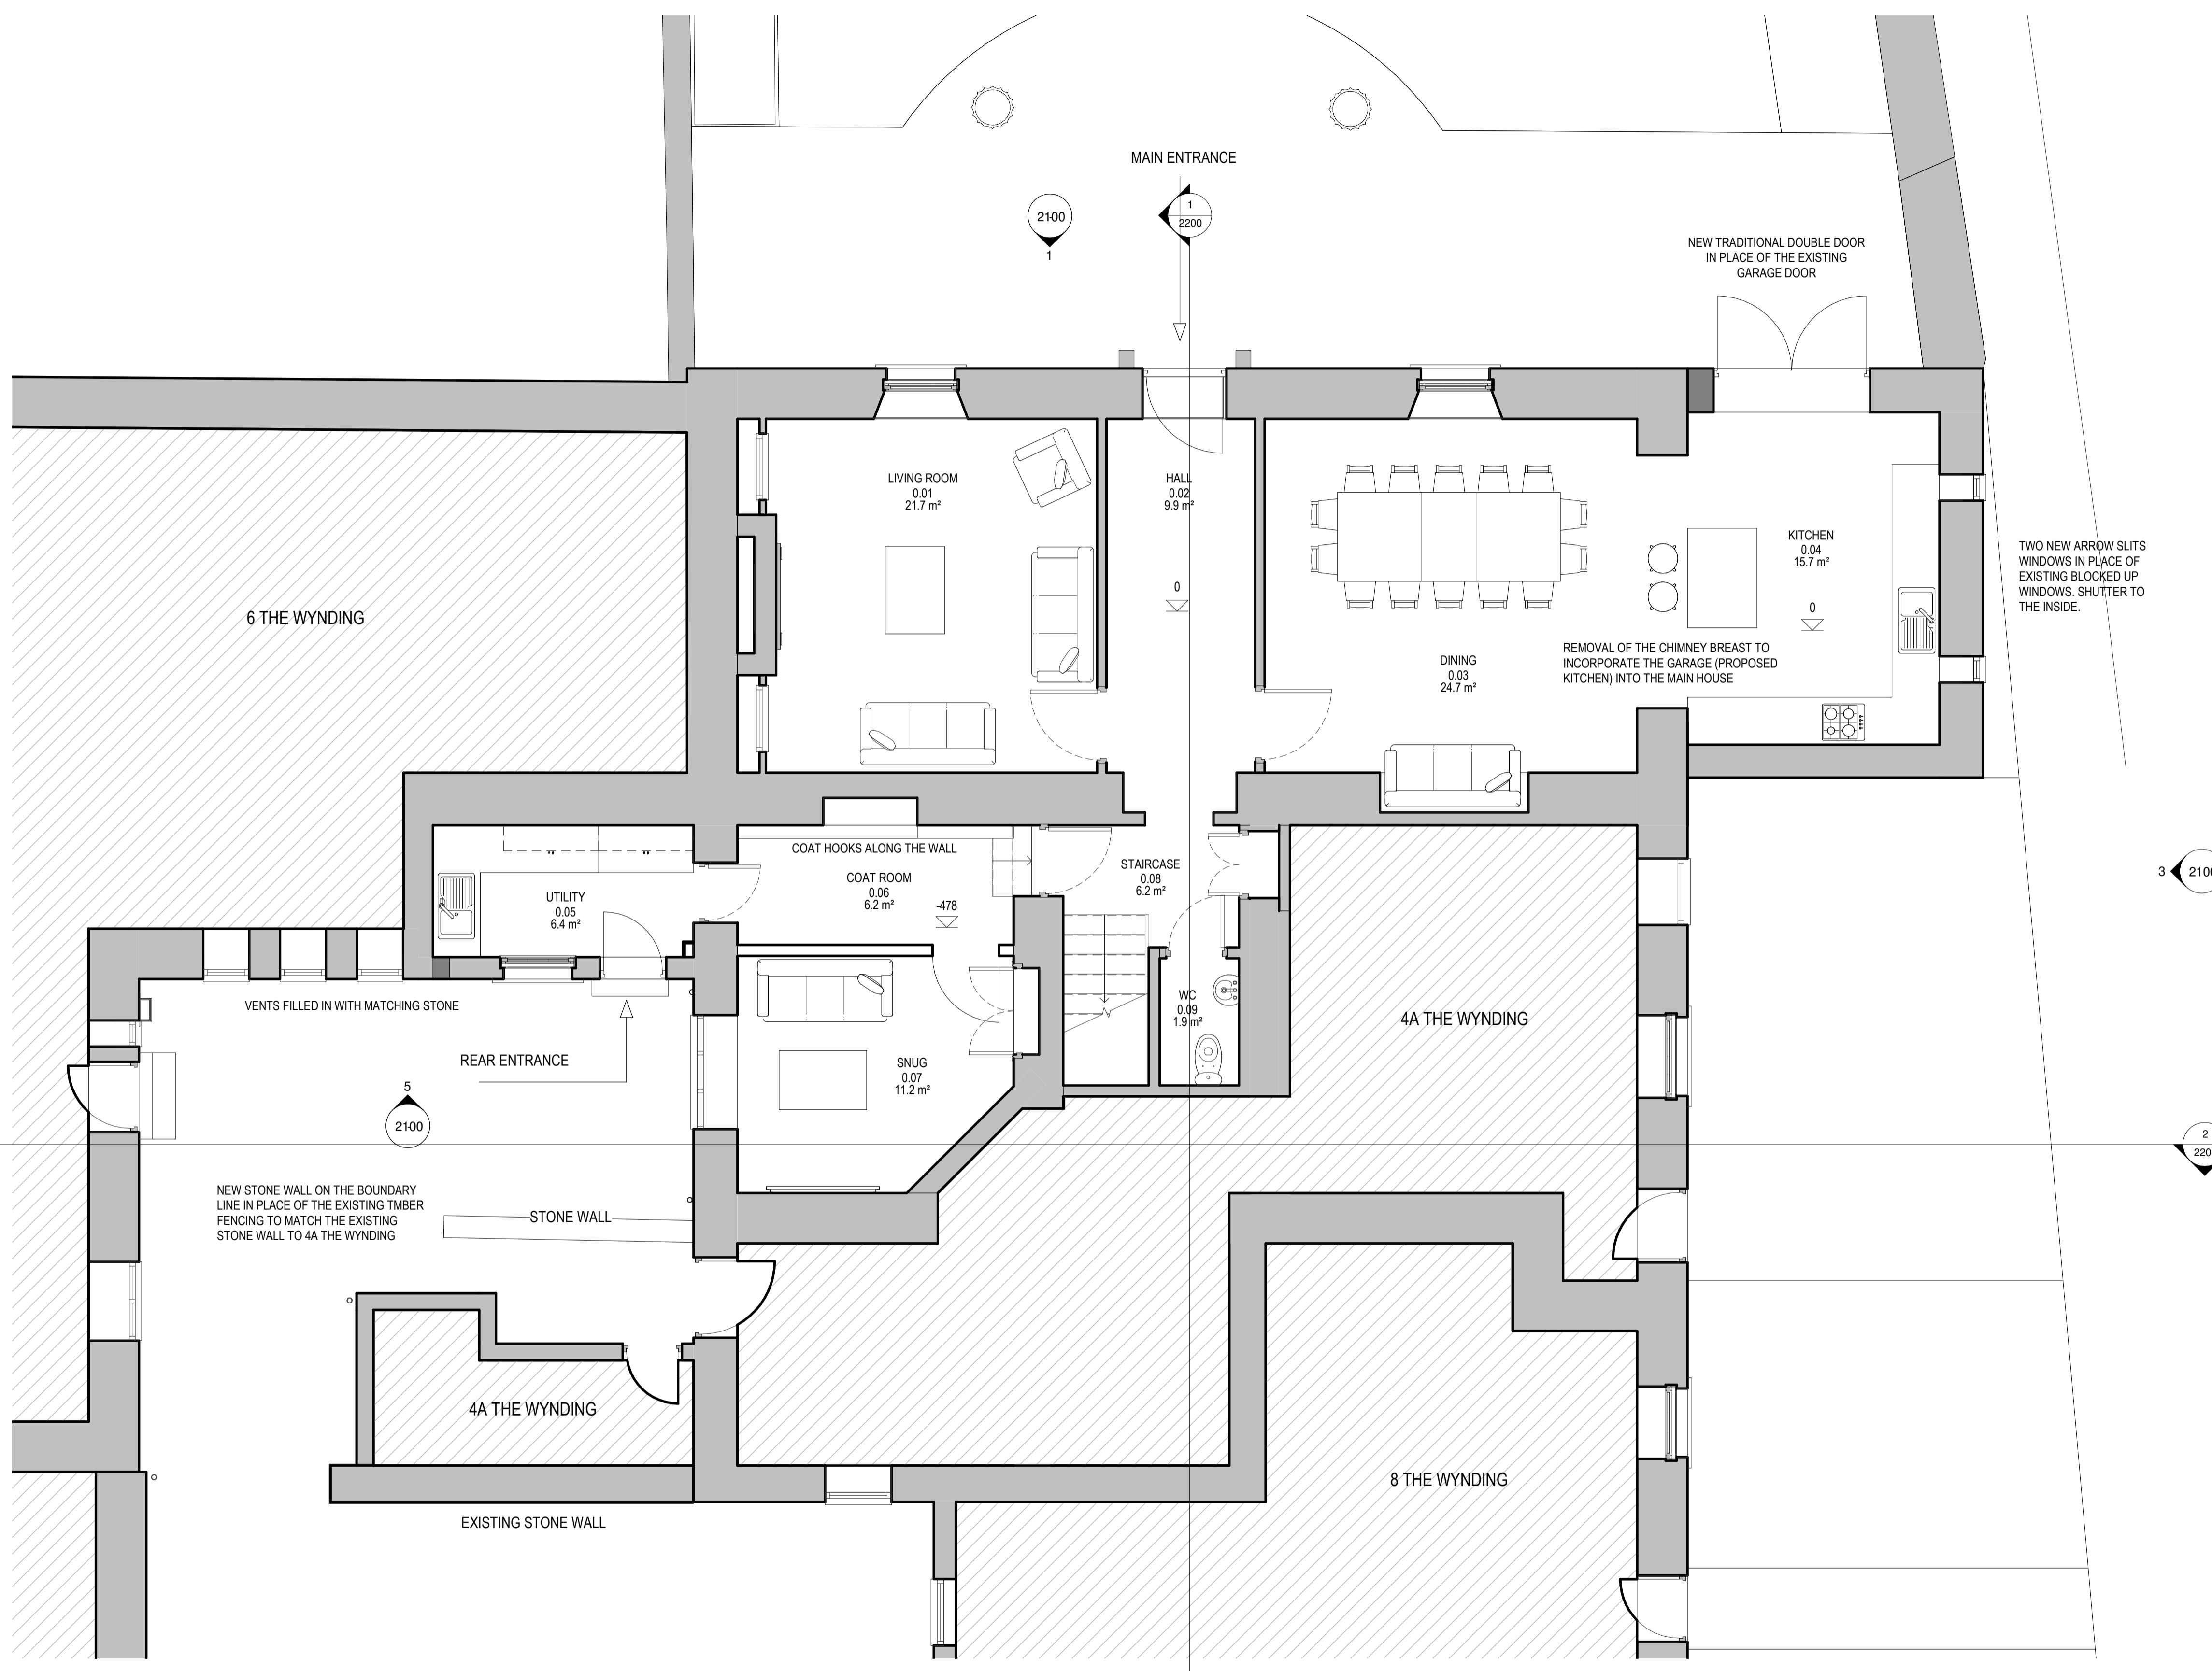 MAIN ENTRANCE
2100
1
1
2200
NEW TRADITIONAL DOUBLE DOOR
IN PLACE OF THE EXISTING
GARAGE DOOR
LIVING ROOM
0.01
21.7 m²
HALL
0.02
9.9 m²
0
KITCHEN
0.04
15.7 m²
0
TWO NEW ARROW SLITS
WINDOWS IN PLACE OF
EXISTING BLOCKED UP
WINDOWS. SHUTTER TO
THE INSIDE.
6 THE WYNDING
REMOVAL OF THE CHIMNEY BREAST TO
INCORPORATE THE GARAGE (PROPOSED
KITCHEN) INTO THE MAIN HOUSE
DINING
0.03
24.7 m²
COAT HOOKS ALONG THE WALL
COAT ROOM
0.06
6.2 m²
-478
STAIRCASE
0.08
6.2 m²
3
2100
UTILITY
0.05
6.4 m²
VENTS FILLED IN WITH MATCHING STONE
WC
0.09
1.9 m²
4A THE WYNDING
REAR ENTRANCE
SNUG
0.07
11.2 m²
5
2100
2
220
NEW STONE WALL ON THE BOUNDARY
LINE IN PLACE OF THE EXISTING TMBER
FENCING TO MATCH THE EXISTING
STONE WALL TO 4A THE WYNDING
STONE WALL
4A THE WYNDING
8 THE WYNDING
EXISTING STONE WALL